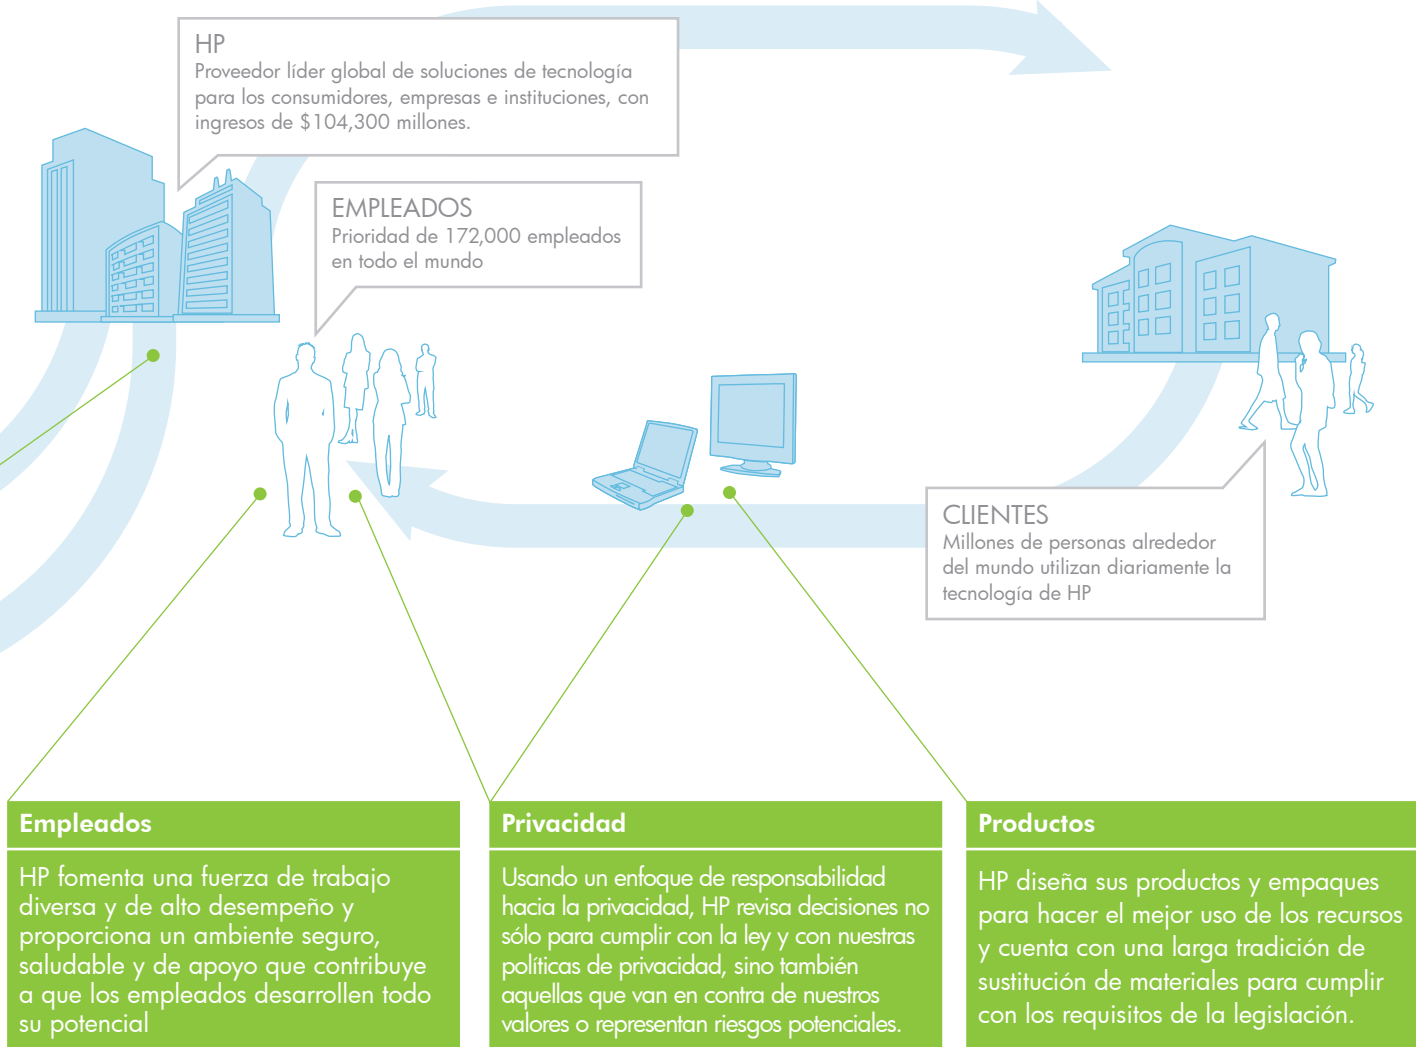 HP
Proveedor líder global de soluciones de tecnología
para los consumidores, empresas e instituciones, con
ingresos de $104,300 millones.
EMPLEADOS
Prioridad de 172,000 empleados
en todo el mundo
CLIENTES
Millones de personas alrededor
del mundo utilizan diariamente la
tecnología de HP
Empleados
HP fomenta una fuerza de trabajo
diversa y de alto desempeño y
proporciona un ambiente seguro,
saludable y de apoyo que contribuye
a que los empleados desarrollen todo
su potencial
Privacidad
Usando un enfoque de responsabilidad
hacia la privacidad, HP revisa decisiones no
sólo para cumplir con la ley y con nuestras
políticas de privacidad, sino también
aquellas que van en contra de nuestros
valores o representan riesgos potenciales.
Productos
HP diseña sus productos y empaques
para hacer el mejor uso de los recursos
y cuenta con una larga tradición de
sustitución de materiales para cumplir
con los requisitos de la legislación.